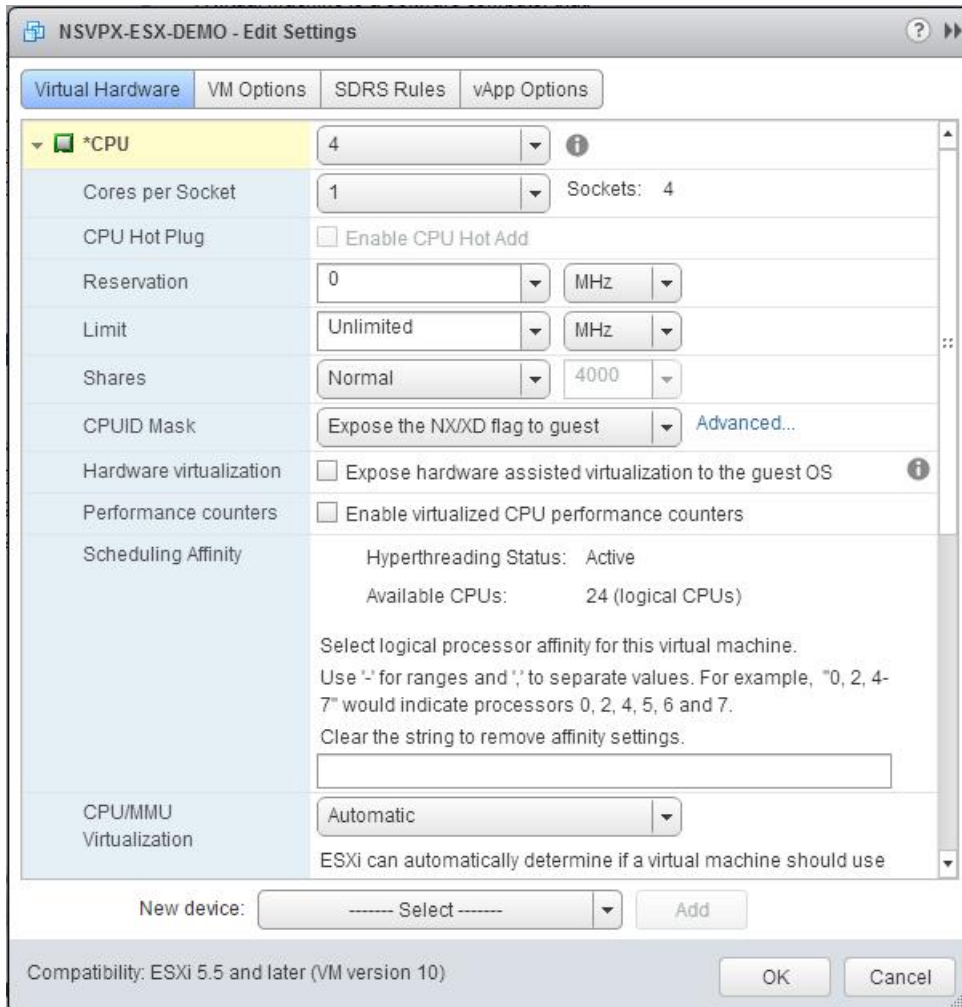 NSVPX-ESX-DEMO - Edit Settings
Virtual Hardware VM Options SDRS Rules vApp Options
*CPU 4
Cores per Socket 1 Sockets: 4
CPU Hot Plug Enable CPU Hot Add
Reservation 0 MHz
Limit Unlimited MHz
Shares Normal 4000
CPUID Mask Expose the NX/XD flag to guest Advanced...
Hardware virtualization Expose hardware assisted virtualization to the guest OS
Performance counters Enable virtualized CPU performance counters
Scheduling Affinity Hyperthreading Status: Active
Available CPUs: 24 (logical CPUs)
Select logical processor affinity for this virtual machine.
Use '-' for ranges and ',' to separate values. For example, "0, 2, 4-
7" would indicate processors 0, 2, 4, 5, 6 and 7.
Clear the string to remove affinity settings.
CPU/MMU
Virtualization Automatic
ESXi can automatically determine if a virtual machine should use
New device: ------- Select ------- Add
Compatibility: ESXi 5.5 and later (VM version 10) OK Cancel